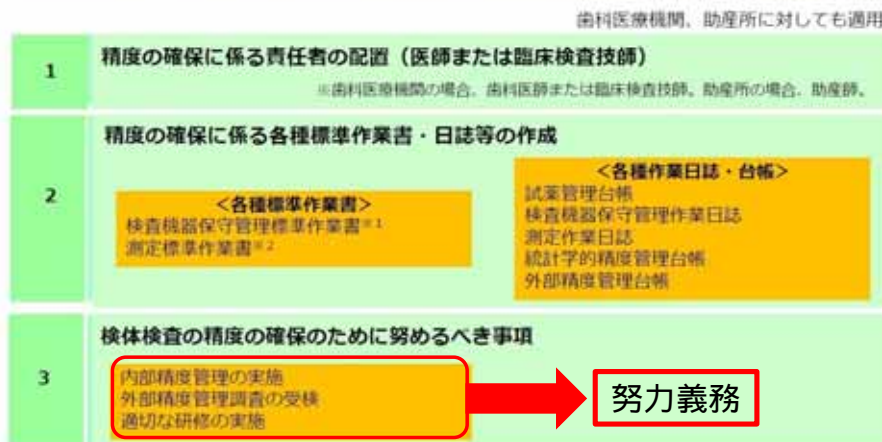 歯科医療機関、助産所に対しても適用
1
精度の確保に係る責任者の配置（医師または臨床検査技師）
※歯科医療機関の場合、歯科医師または臨床検査技師。助産所の場合、助産師。
2
精度の確保に係る各種標準作業書・日誌等の作成
＜各種標準作業書＞
検査機器保守管理標準作業書※1
測定標準作業書※2
＜各種作業日誌・台帳＞
試薬管理台帳
検査機器保守管理作業日誌
測定作業日誌
統計学的精度管理台帳
外部精度管理台帳
3
検体検査の精度の確保のために努めるべき事項
内部精度管理の実施
外部精度管理調査の受検
適切な研修の実施
努力義務